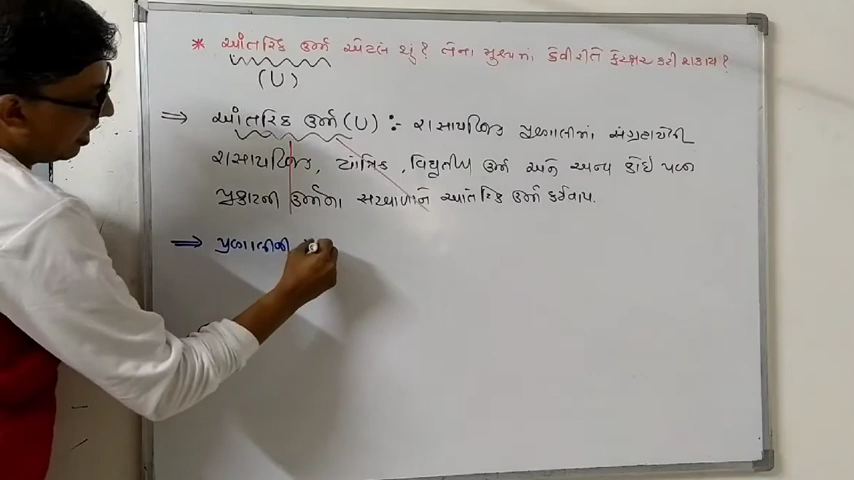 * આંતરિક ઉર્જા એટલે શું? તેના મુલ્યમાં કેવી રીતે ફેરફાર કરી શકાય?
(U)
⇒ આંતરિક ઉર્જા (U) :- રાસાયણિક પ્રણાલીમાં સંગ્રહાયેલી
રાસાયણિક, યાંત્રિક, વિદ્યુતીય ઉર્જા અને અન્ય કોઈ પણ
પ્રકારની ઉર્જાના સરવાળાને આંતરિક ઉર્જા કહેવાય.
⇒ પ્રણાલીની